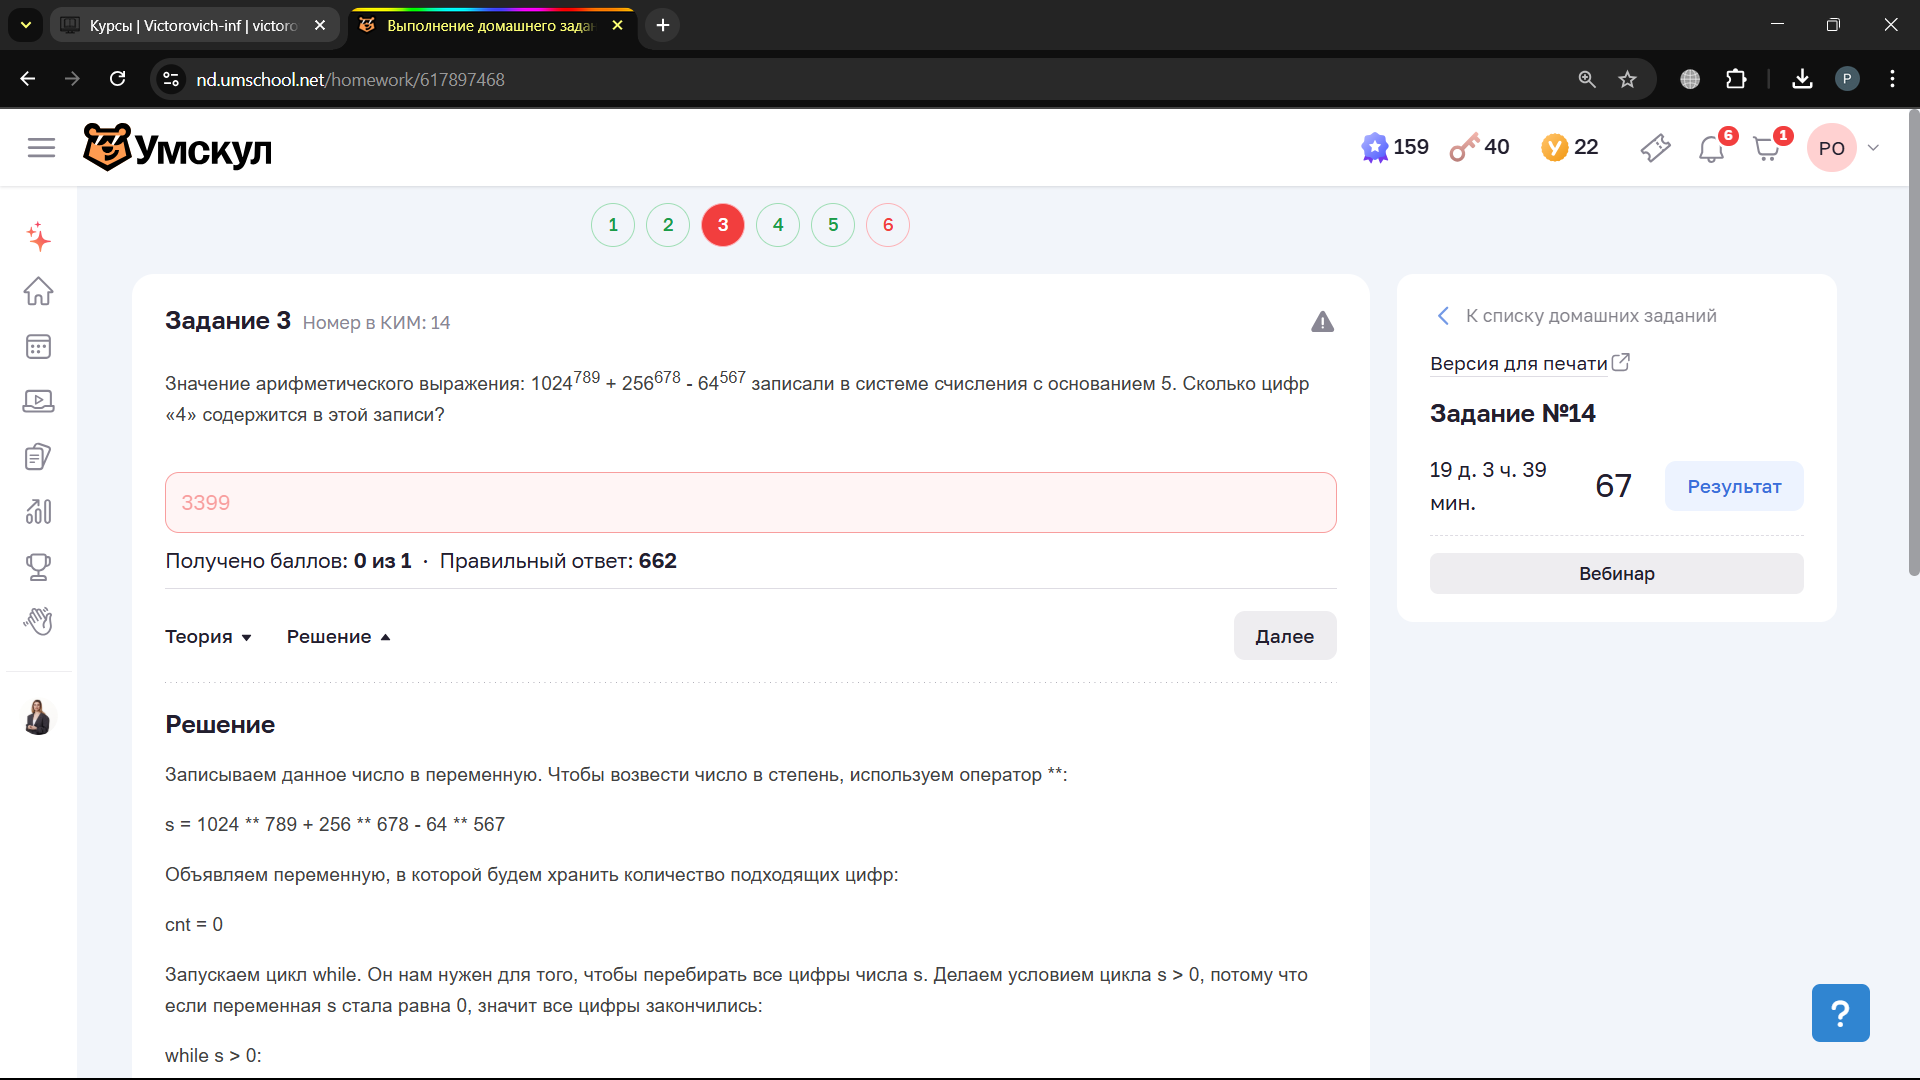 Курсы | Victorovich-inf | victoro
Выполнение домашнего зада
nd.umschool.net/homework/617897468
P
Умскул
159
40
22
6
1
PO
1
2
3
4
5
6
Задание 3 Номер в КИМ: 14
Значение арифметического выражения: 1024^789 + 256^678 - 64^567 записали в системе счисления с основанием 5. Сколько цифр
«4» содержится в этой записи?
3399
Получено баллов: 0 из 1 · Правильный ответ: 662
Теория
Решение
Далее
Решение
Записываем данное число в переменную. Чтобы возвести число в степень, используем оператор **:
s = 1024 ** 789 + 256 ** 678 - 64 ** 567
Объявляем переменную, в которой будем хранить количество подходящих цифр:
cnt = 0
Запускаем цикл while. Он нам нужен для того, чтобы перебирать все цифры числа s. Делаем условием цикла s > 0, потому что
если переменная s стала равна 0, значит все цифры закончились:
while s > 0:
К списку домашних заданий
Версия для печати
Задание №14
19 д. 3 ч. 39
мин.
67
Результат
Вебинар
?